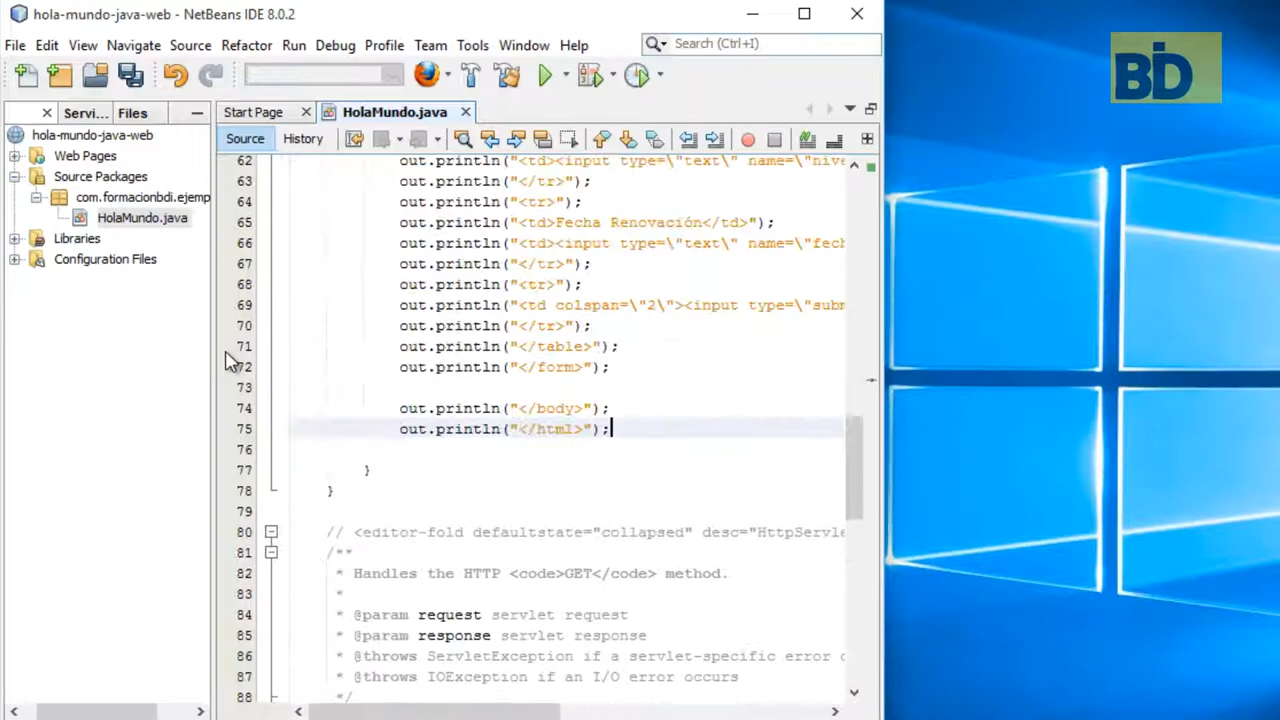 hola-mundo-java-web - NetBeans IDE 8.0.2
BDI
File Edit View Navigate Source Refactor Run Debug Profile Team Tools Window Help
Search (Ctrl+I)
Servi... Files
Start Page HolaMundo.java
hola-mundo-java-web
Source History
Web Pages
Source Packages
com.formacionbdi.ejemp
HolaMundo.java
Libraries
Configuration Files
62 out.println("<td><input type=\"text\" name=\"nive
63 out.println("</tr>");
64 out.println("<tr>");
65 out.println("<td>Fecha Renovación</td>");
66 out.println("<td><input type=\"text\" name=\"fech
67 out.println("</tr>");
68 out.println("<tr>");
69 out.println("<td colspan=\"2\"><input type=\"subm
70 out.println("</tr>");
71 out.println("</table>");
72 out.println("</form>");
73
74 out.println("</body>");
75 out.println("</html>");
76
77 }
78 }
79
80 // <editor-fold defaultstate="collapsed" desc="HttpServle
81 /**
82 * Handles the HTTP <code>GET</code> method.
83 *
84 * @param request servlet request
85 * @param response servlet response
86 * @throws ServletException if a servlet-specific error o
87 * @throws IOException if an I/O error occurs
88 */